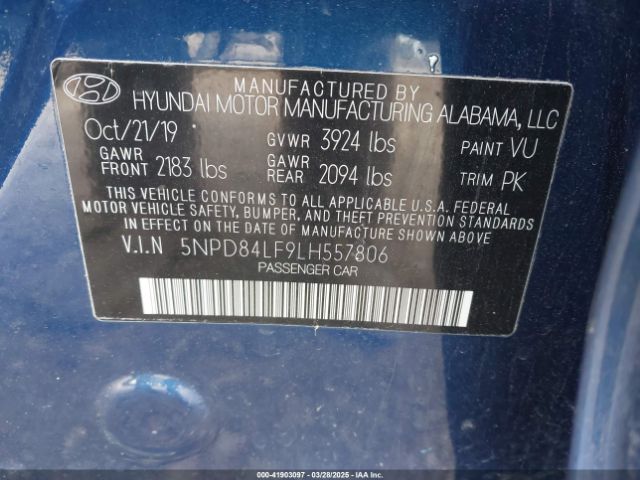 MANUFACTURED BY
HYUNDAI MOTOR MANUFACTURING ALABAMA, LLC
Oct/21/19 GVWR 3924 lbs PAINT VU
GAWR FRONT 2183 lbs GAWR REAR 2094 lbs TRIM PK
THIS VEHICLE CONFORMS TO ALL APPLICABLE U.S.A. FEDERAL
MOTOR VEHICLE SAFETY, BUMPER, AND THEFT PREVENTION STANDARDS
IN EFFECT ON THE DATE OF MANUFACTURE SHOWN ABOVE
V.I.N 5NPD84LF9LH557806
PASSENGER CAR
000-41903097 03/28/2025 - IAA Inc.